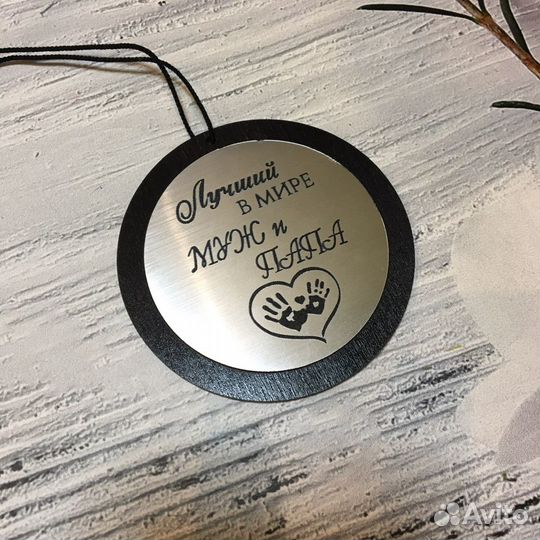 Лучший
в мире
муж и
папа
Avito